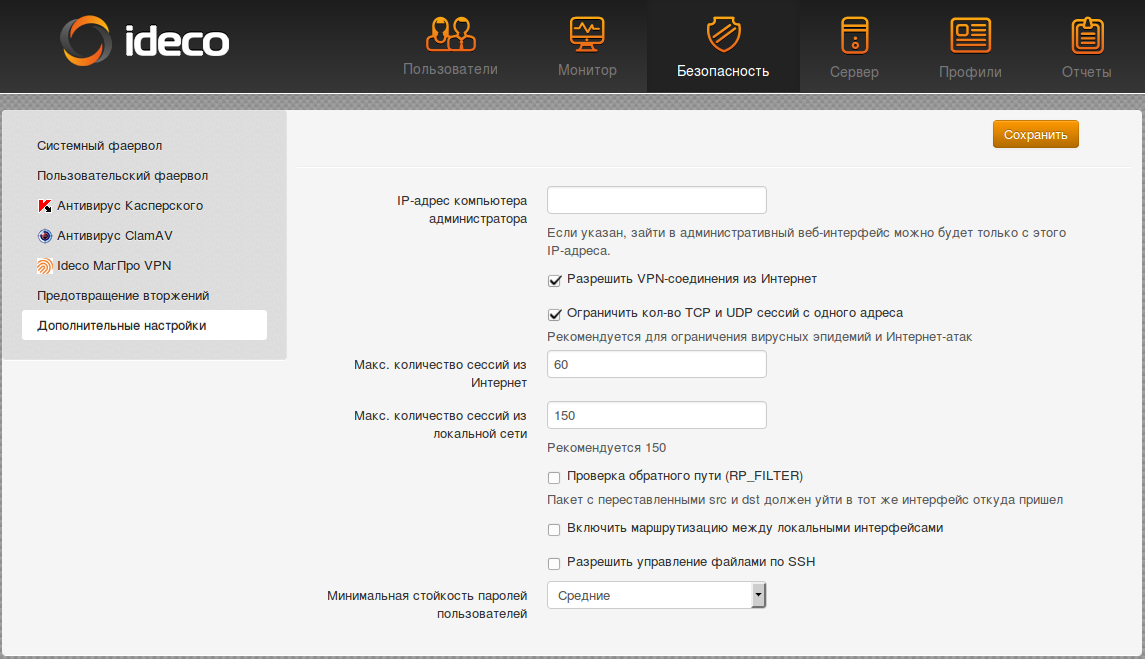 ideco
Пользователи
Монитор
Безопасность
Сервер
Профили
Отчеты
Системный фаервол
Пользовательский фаервол
Антивирус Касперского
Антивирус ClamAV
Ideco МагПро VPN
Предотвращение вторжений
Дополнительные настройки
Сохранить
IP-адрес компьютера
администратора
Если указан, зайти в административный веб-интерфейс можно будет только с этого
IP-адреса.
Разрешить VPN-соединения из Интернет
Ограничить кол-во TCP и UDP сессий с одного адреса
Рекомендуется для ограничения вирусных эпидемий и Интернет-атак
Макс. количество сессий из
Интернет
60
Макс. количество сессий из
локальной сети
150
Рекомендуется 150
Проверка обратного пути (RP_FILTER)
Пакет с переставленными src и dst должен уйти в тот же интерфейс откуда пришел
Включить маршрутизацию между локальными интерфейсами
Разрешить управление файлами по SSH
Минимальная стойкость паролей
пользователей
Средние